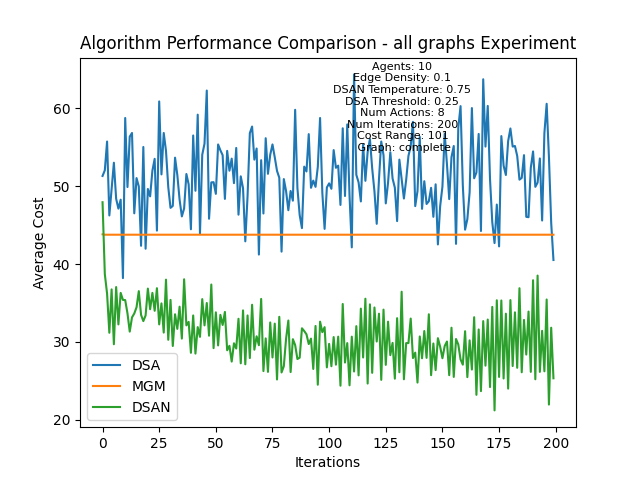 Algorithm Performance Comparison - all graphs Experiment
Agents: 10
Edge Density: 0.1
DSAN Temperature: 0.75
DSA Threshold: 0.25
Num Actions: 8
Num Iterations: 200
Cost Range: 101
Graph: complete
Average Cost
60
50
40
30
20
DSA
MGM
DSAN
0
25
50
75
100
125
150
175
200
Iterations